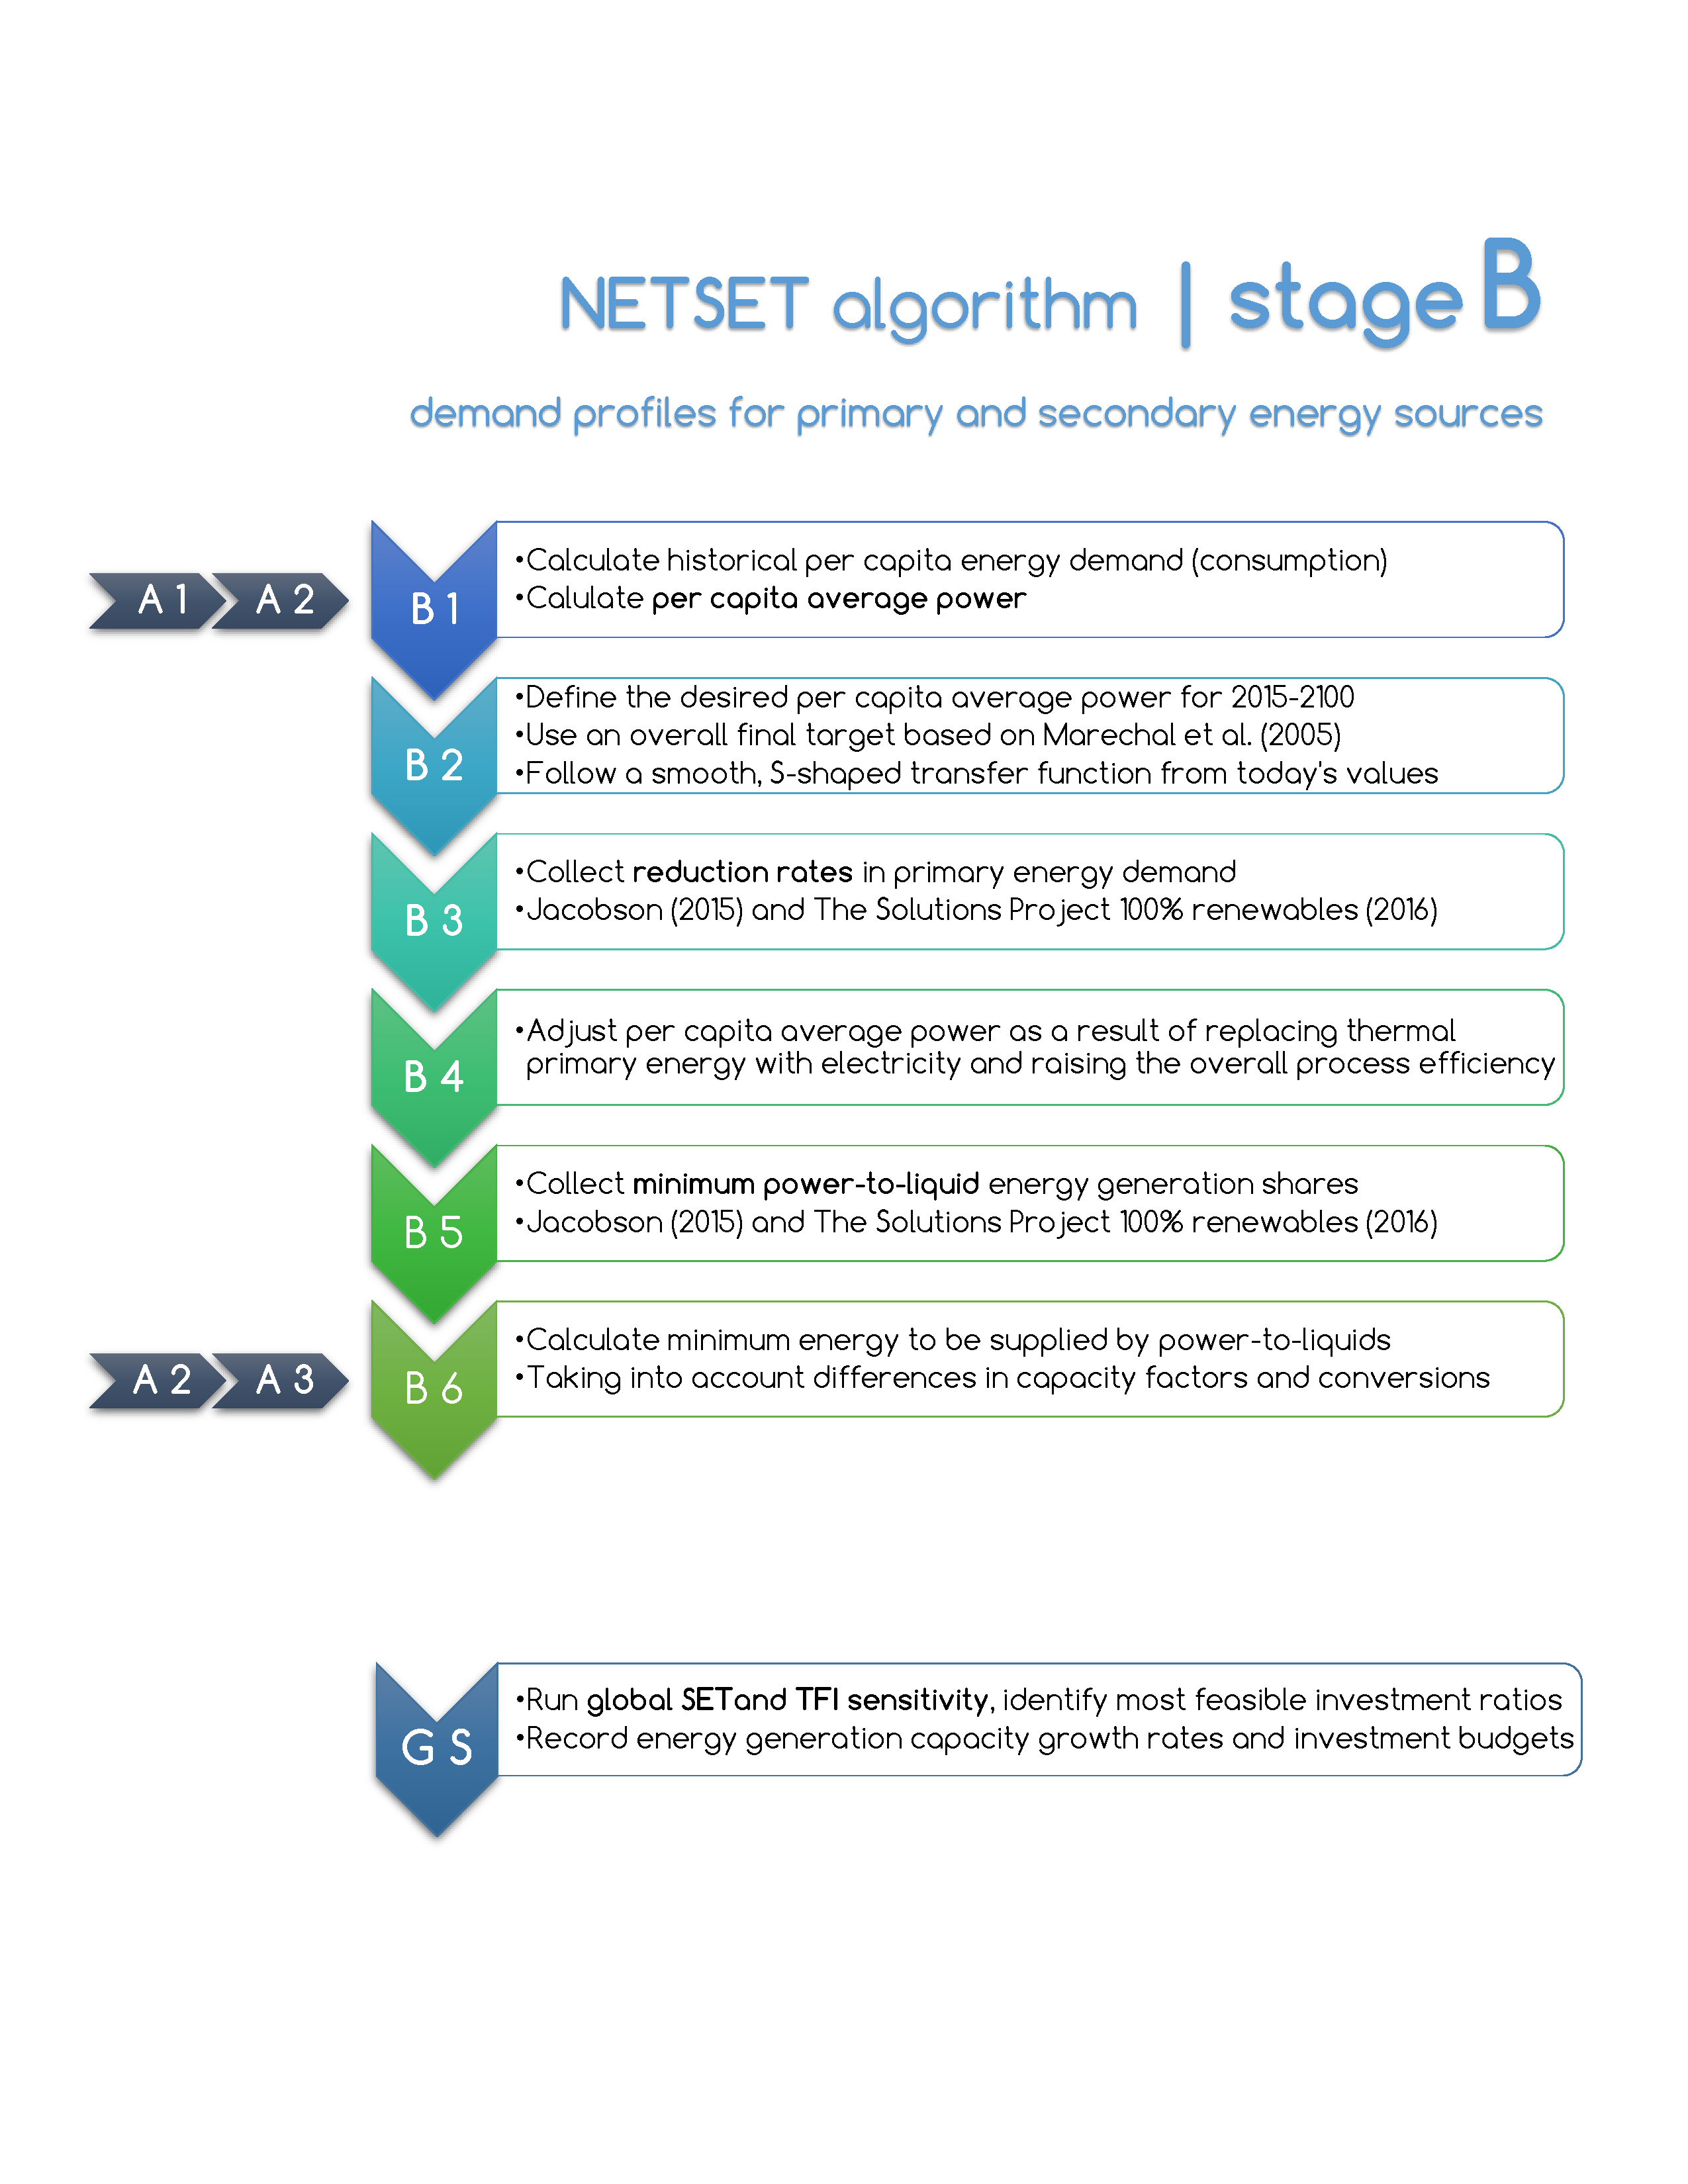 NETSET algorithm | stage B
demand profiles for primary and secondary energy sources
A 1 A 2
B 1
•Calculate historical per capita energy demand (consumption)
•Calulate per capita average power
B 2
•Define the desired per capita average power for 2015-2100
•Use an overall final target based on Marechal et al. (2005)
•Follow a smooth, S-shaped transfer function from today's values
B 3
•Collect reduction rates in primary energy demand
•Jacobson (2015) and The Solutions Project 100% renewables (2016)
B 4
•Adjust per capita average power as a result of replacing thermal
primary energy with electricity and raising the overall process efficiency
B 5
•Collect minimum power-to-liquid energy generation shares
•Jacobson (2015) and The Solutions Project 100% renewables (2016)
A 2 A 3
B 6
•Calculate minimum energy to be supplied by power-to-liquids
•Taking into account differences in capacity factors and conversions
G S
•Run global SETand TFI sensitivity, identify most feasible investment ratios
•Record energy generation capacity growth rates and investment budgets